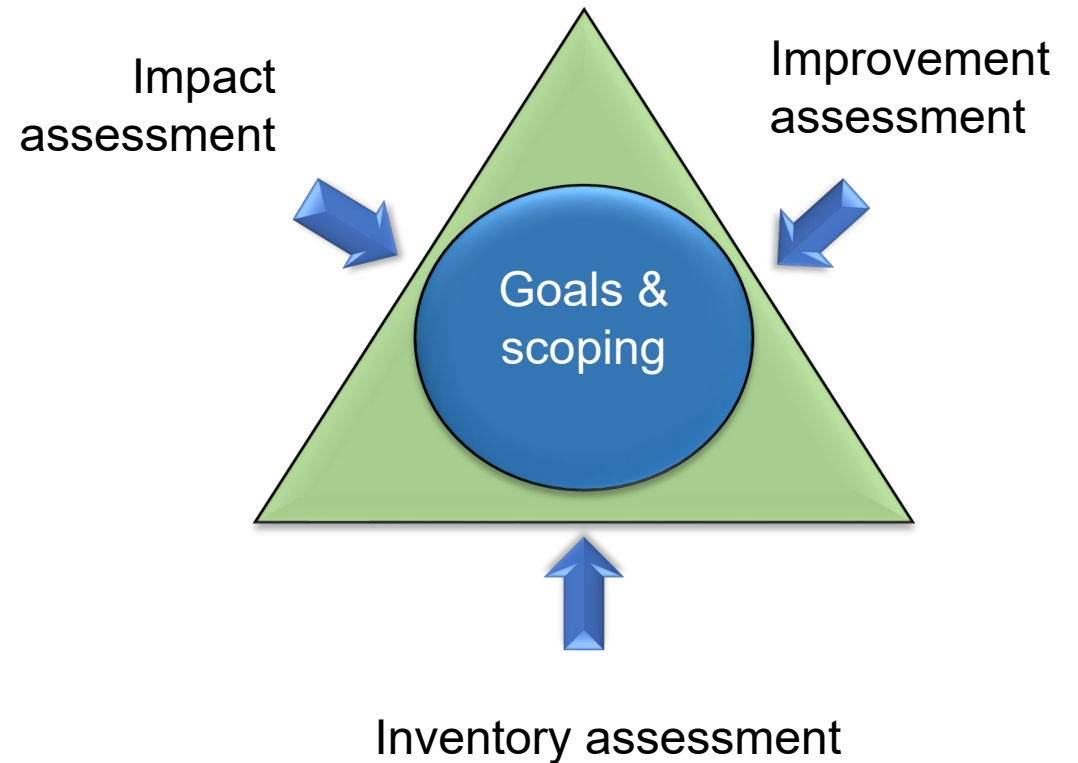 Impact
assessment
Improvement
assessment
Goals &
scoping
Inventory assessment